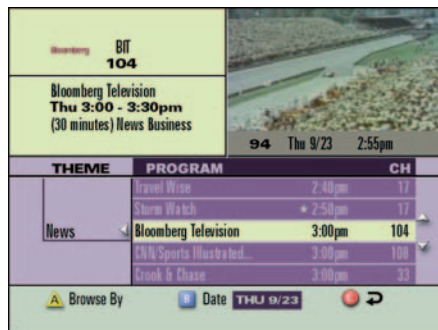 Bloomberg BIT
104
Bloomberg Television
Thu 3:00 - 3:30pm
(30 minutes) News Business
94 Thu 9/23 2:55pm
THEME PROGRAM CH
Travel Wise 2:40pm 17
Storm Watch ★ 2:50pm 17
News Bloomberg Television 3:00pm 104
CNN/Sports Illustrated... 3:00pm 108
Crook & Chase 3:00pm 33
A Browse By B Date THU 9/23